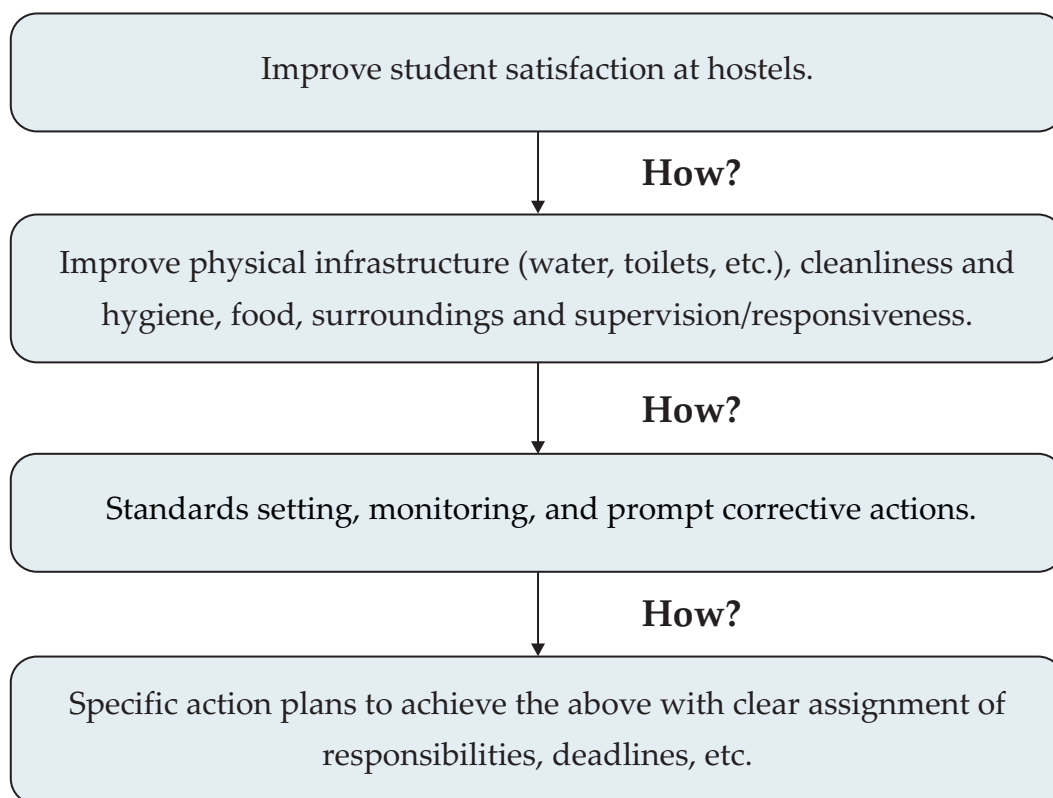 Improve student satisfaction at hostels.
How?
Improve physical infrastructure (water, toilets, etc.), cleanliness and
hygiene, food, surroundings and supervision/responsiveness.
How?
Standards setting, monitoring, and prompt corrective actions.
How?
Specific action plans to achieve the above with clear assignment of
responsibilities, deadlines, etc.